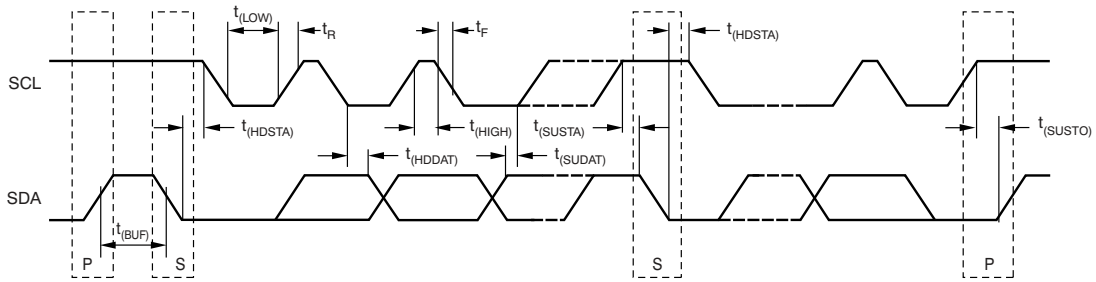 t(LOW) tR tF t(HDSTA)
SCL
t(HDSTA) t(HIGH) t(SUSTA) t(SUSTO)
t(HDDAT) t(SUDAT)
SDA
t(BUF)
P S S P